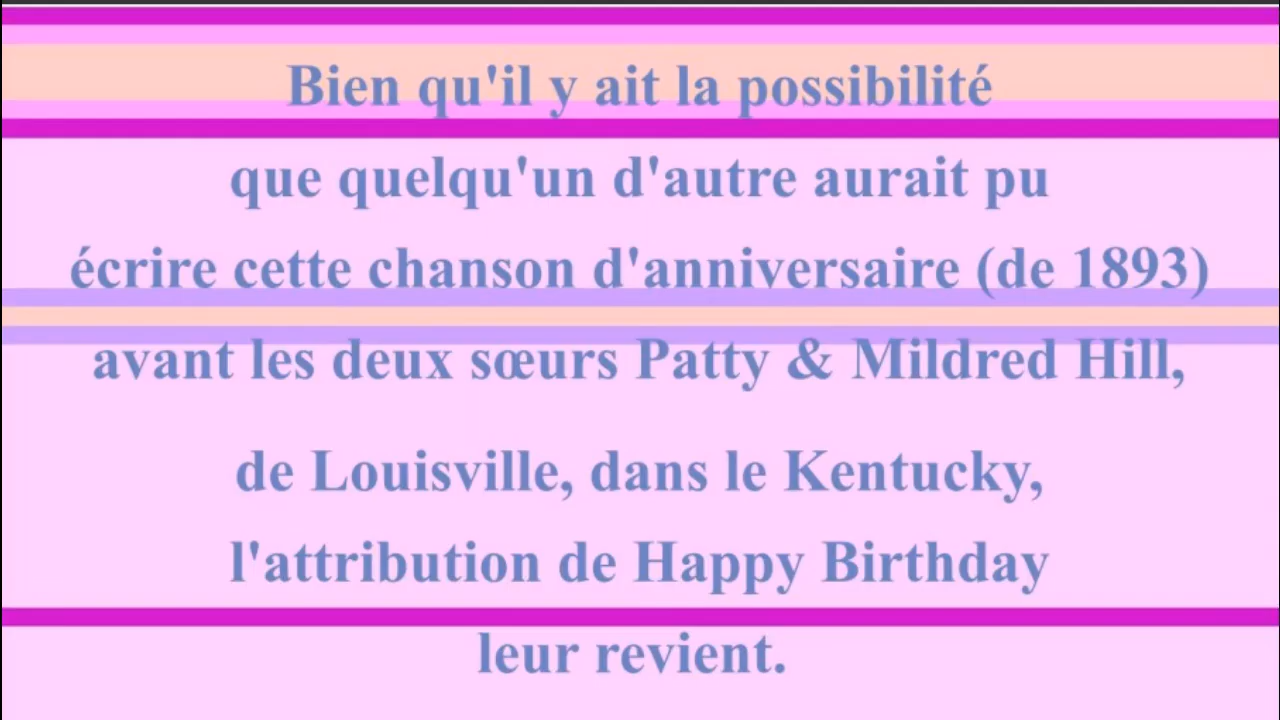 Bien qu'il y ait la possibilité
que quelqu'un d'autre aurait pu
écrire cette chanson d'anniversaire (de 1893)
avant les deux sœurs Patty & Mildred Hill,
de Louisville, dans le Kentucky,
l'attribution de Happy Birthday
leur revient.